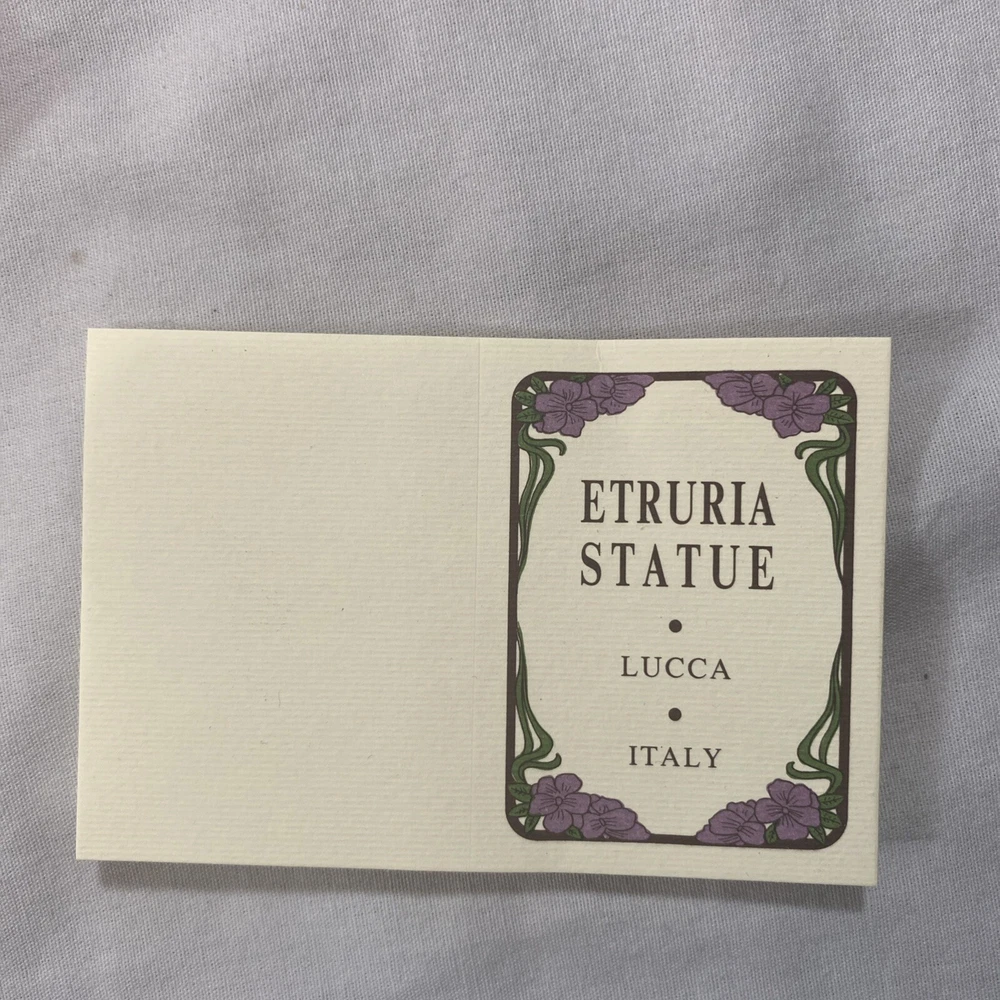 ETRURIA
STATUE
•
LUCCA
•
ITALY